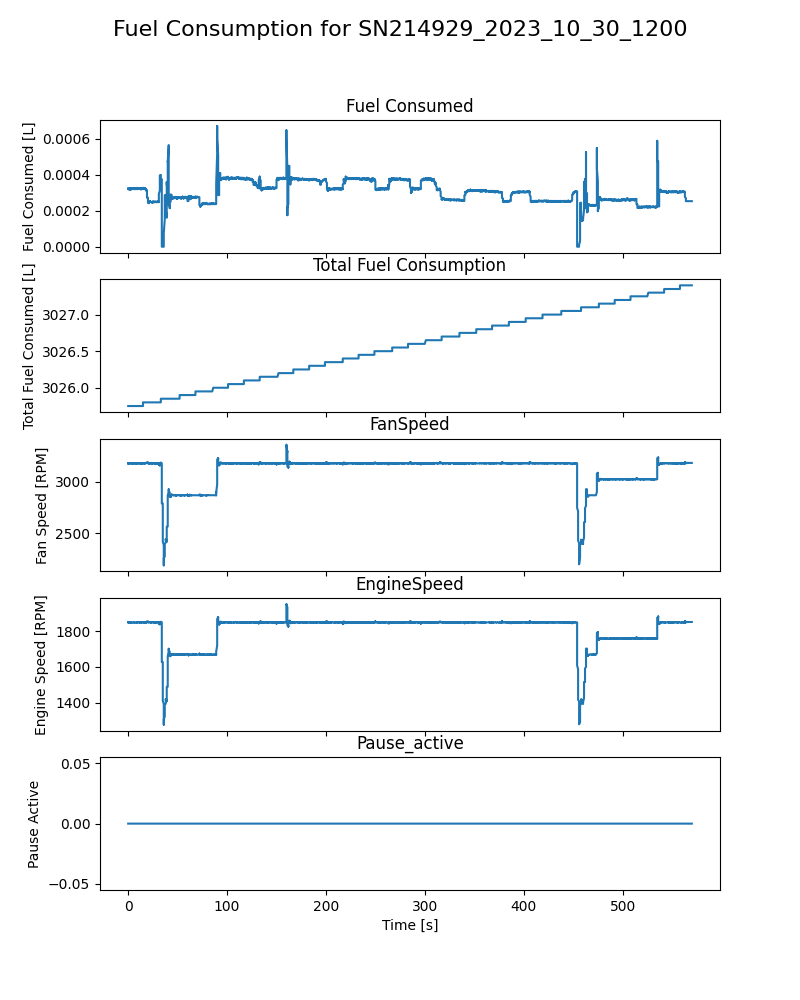 Fuel Consumption for SN214929_2023_10_30_1200
Fuel Consumed
Fuel Consumed [L]
0.0006
0.0004
0.0002
0.0000
Total Fuel Consumption
Total Fuel Consumed [L]
3027.0
3026.5
3026.0
FanSpeed
Fan Speed [RPM]
3000
2500
EngineSpeed
Engine Speed [RPM]
1800
1600
1400
Pause_active
Pause Active
0.05
0.00
−0.05
0 100 200 300 400 500
Time [s]